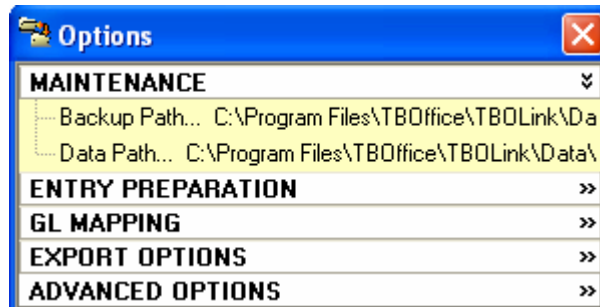 Options
MAINTENANCE
Backup Path... C:\Program Files\TBOffice\TBOLink\Da
Data Path... C:\Program Files\TBOffice\TBOLink\Data\
ENTRY PREPARATION
GL MAPPING
EXPORT OPTIONS
ADVANCED OPTIONS